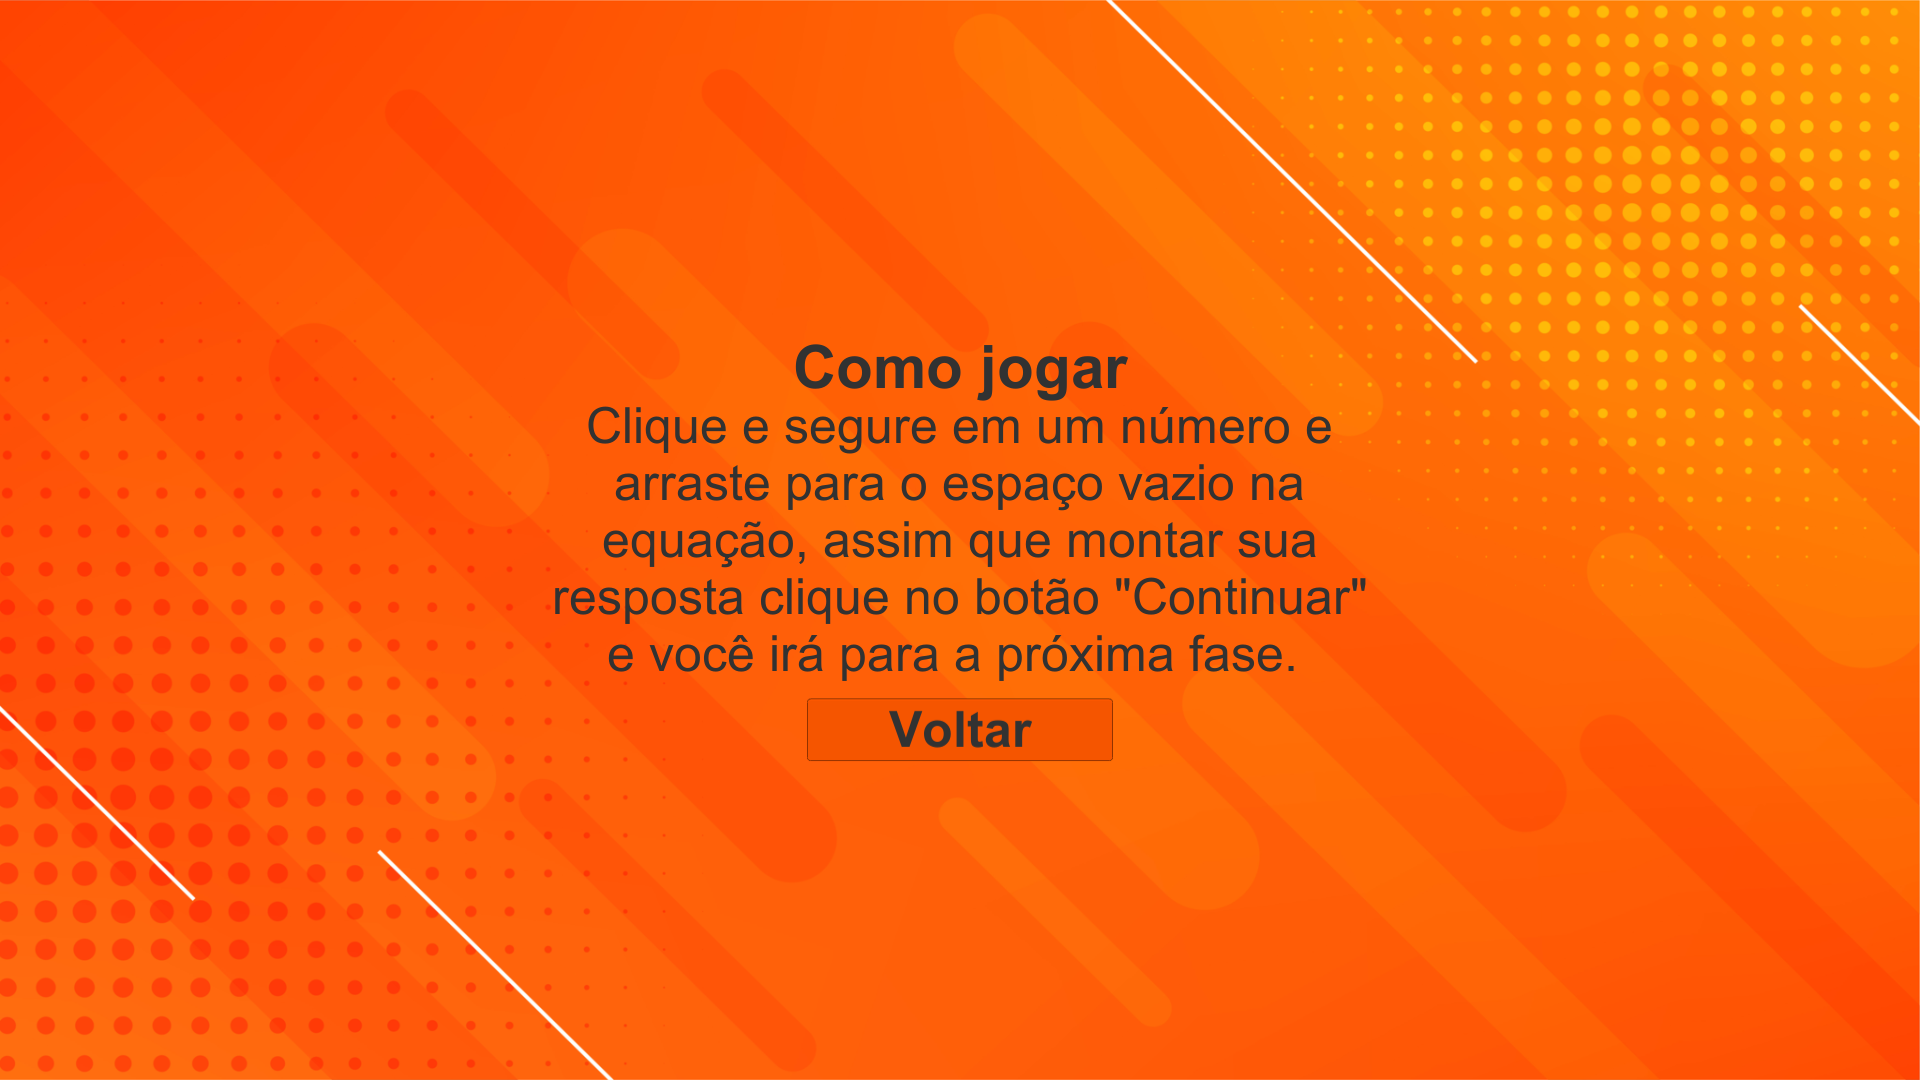 Como jogar
Clique e segure em um número e
arraste para o espaço vazio na
equação, assim que montar sua
resposta clique no botão "Continuar"
e você irá para a próxima fase.
Voltar